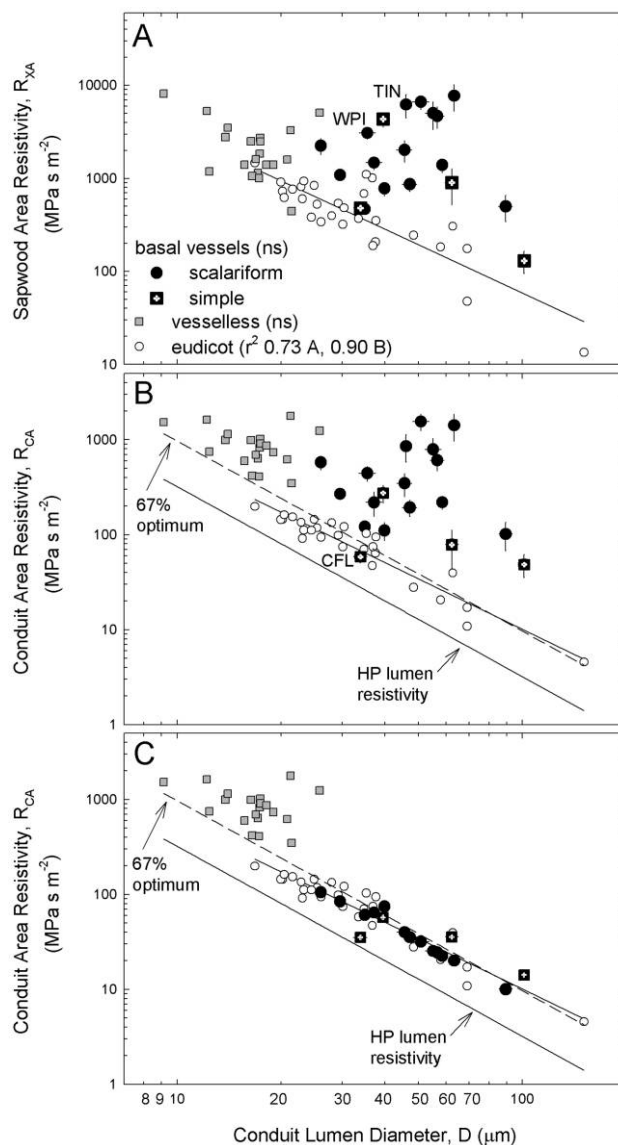 A
Sapwood Area Resistivity, R_XA
(MPa s m⁻²)
10000
1000
100
10
TIN
WPI
basal vessels (ns)
scalariform
simple
vesselless (ns)
eudicot (r² 0.73 A, 0.90 B)
B
Conduit Area Resistivity, R_CA
(MPa s m⁻²)
1000
100
10
1
67%
optimum
CFL
HP lumen
resistivity
C
Conduit Area Resistivity, R_CA
(MPa s m⁻²)
1000
100
10
1
67%
optimum
HP lumen
resistivity
8 9 10 20 30 40 50 60 70 80 100
Conduit Lumen Diameter, D (μm)